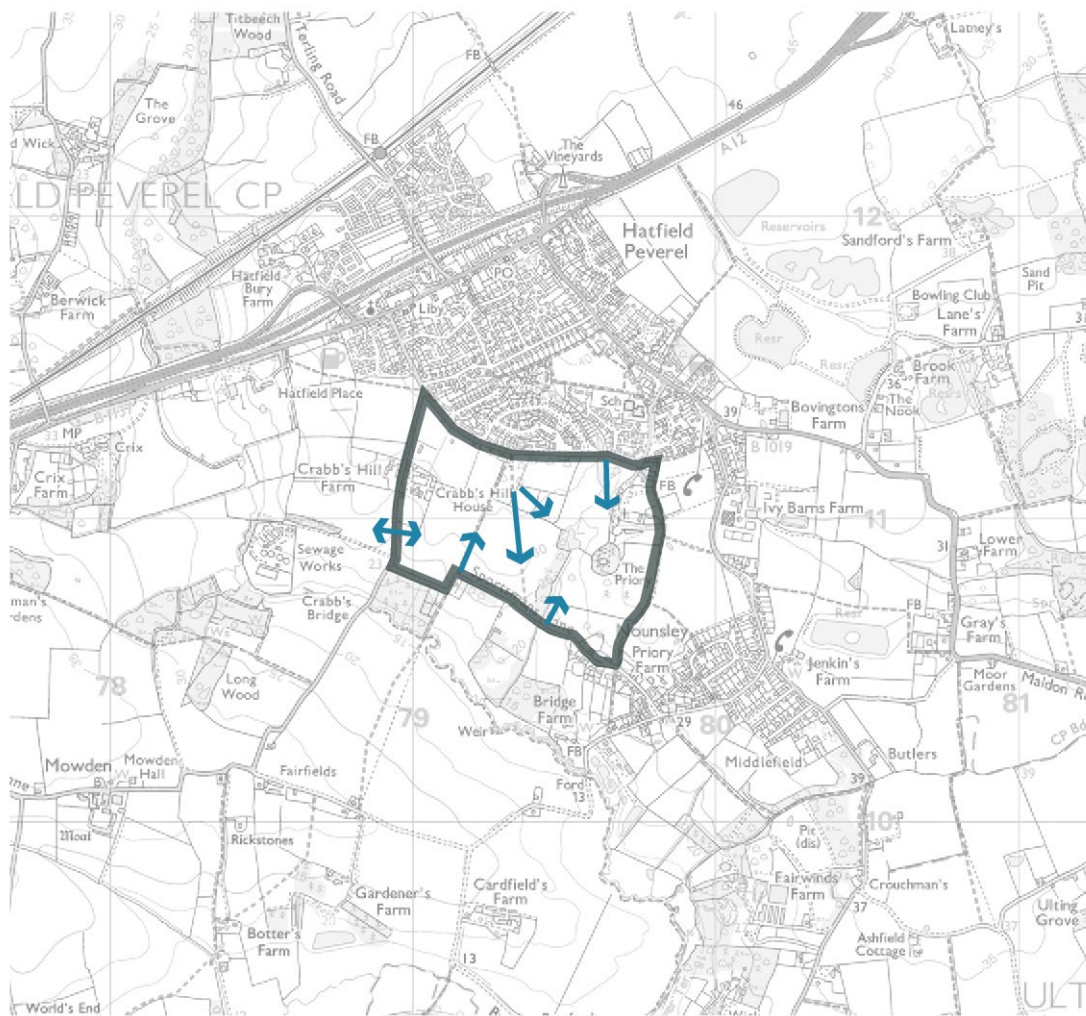 Titbeech
Wood
Latney's
The
Grove
Terling Road
FB
46
A 12
d Wick
FB
The
Vineyards
LD PEVEREL CP
Reservoirs
12
Sandford's Farm
Hatfield
Peverel
Hatfield
Bury
Farm
PO
Sand
Pit
Berwick
Farm
Liby
Bowling Club
Lane's
Farm
Resr
Resr
36
Brook
Farm
The
Nook
Hatfield Place
Sch
39
Bovingtons
Farm
33
MP
Crix
Crix
Farm
B 1019
Crabb's Hill
Farm
Crabb's Hill
House
FB
Ivy Barns Farm
11
31
Lower
Farm
Sewage
Works
The
Priory
Crabb's
Bridge
FB
Gray's
Farm
Nounsley
Priory
Farm
Resr
Jenkin's
Farm
Moor
Gardens
Maldon R
78
Long
Wood
79
Bridge
Farm
29
80
81
Weir
FB
Butlers
Mowden
Mowden
Hall
Fairfields
Ford
13
Middlefield
39
Moat
Rickstones
Pit
(dis)
10
Gardener's
Farm
Cardfield's
Farm
Fairwinds
Farm
Crouchman's
37
Ulting
Grove
37
Botter's
Farm
13
Ashfield
Cottage
World's End
ULT